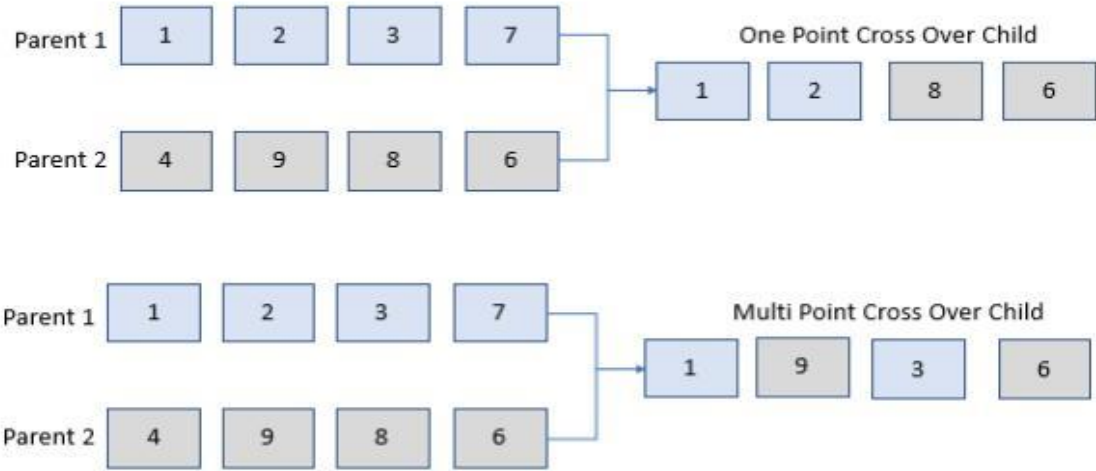 Parent 1 1 2 3 7
One Point Cross Over Child
1 2 8 6
Parent 2 4 9 8 6
Parent 1 1 2 3 7
Multi Point Cross Over Child
1 9 3 6
Parent 2 4 9 8 6